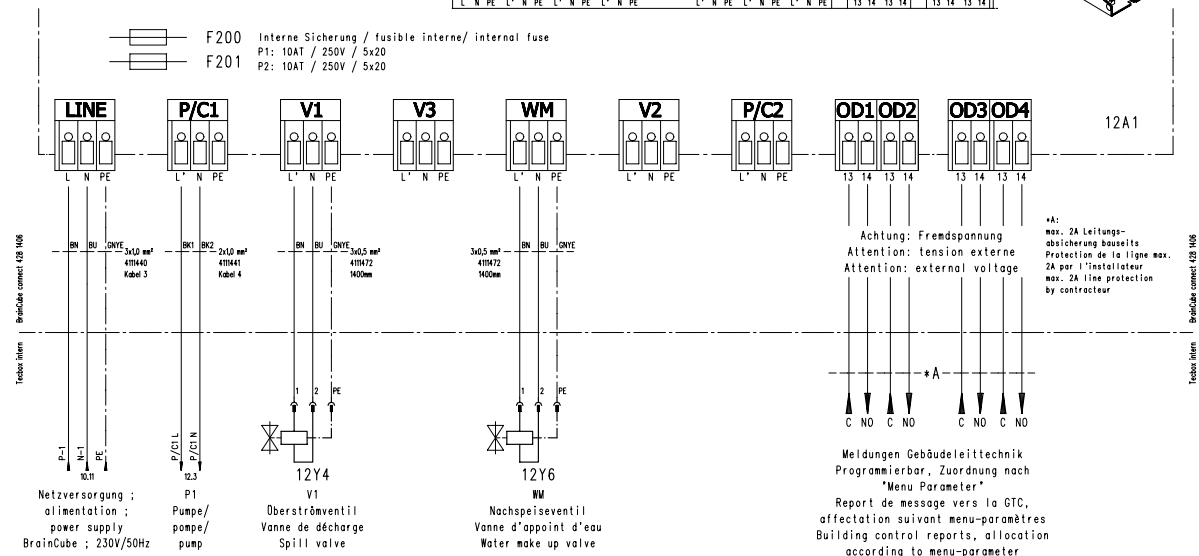 L' N PE L' N PE L' N PE L' N PE L' N PE L' N PE L' N PE 13 14 13 14 13 14 13 14
F200 Interne Sicherung / fusible interne/ internal fuse
P1: 10AT / 250V / 5x20
F201 P2: 10AT / 250V / 5x20
LINE P/C1 V1 V3 WM V2 P/C2 OD1 OD2 OD3 OD4
12A1
L N PE L' N PE L' N PE L' N PE L' N PE L' N PE L' N PE 13 14 13 14 13 14 13 14
BN BU GNYE
3x1,0 mm²
4111440
Kabel 3
BK1 BK2
2x1,0 mm²
4111441
Kabel 4
BN BU GNYE
3x0,5 mm²
4111472
1400mm
3x0,5 mm²
4111472
1400mm
BN BU GNYE
Achtung: Fremdspannung
Attention: tension externe
Attention: external voltage
*A:
max. 2A Leitungs-
absicherung bauseits
Protection de la ligne max.
2A par l'installateur
max. 2A line protection
by contracteur
BrainCube connect 428 1406
Tecbox intern
BrainCube connect 428 1406
Tecbox intern
*A
1 2 PE
1 2 PE
C NO C NO C NO C NO
P-1 N-1 PE
10.11
P/C1 L P/C1 N
12.3
12Y4
12Y6
Netzversorgung ;
alimentation ;
power supply
BrainCube ; 230V/50Hz
P1
Pumpe/
pompe/
pump
V1
Überströmventil
Vanne de décharge
Spill valve
WM
Nachspeiseventil
Vanne d'appoint d'eau
Water make up valve
Meldungen Gebäudeleittechnik
Programmierbar, Zuordnung nach
"Menu Parameter"
Report de message vers la GTC,
affectation suivant menu-paramètres
Building control reports, allocation
according to menu-parameter